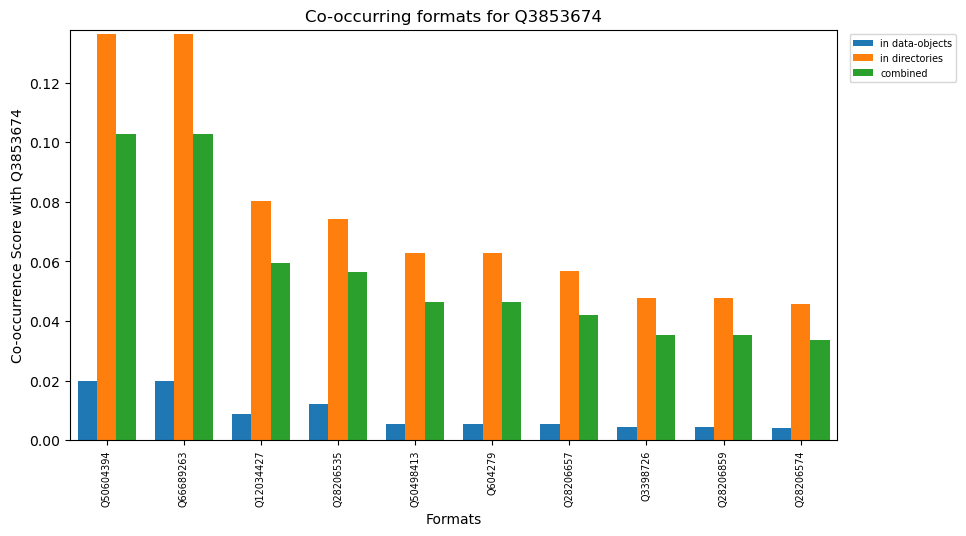 Co-occurring formats for Q3853674
in data-objects
in directories
combined
Co-occurrence Score with Q3853674
0.12
0.10
0.08
0.06
0.04
0.02
0.00
Q50604394
Q66689263
Q12034427
Q28206535
Q50498413
Q604279
Q28206657
Q3398726
Q28206859
Q28206574
Formats